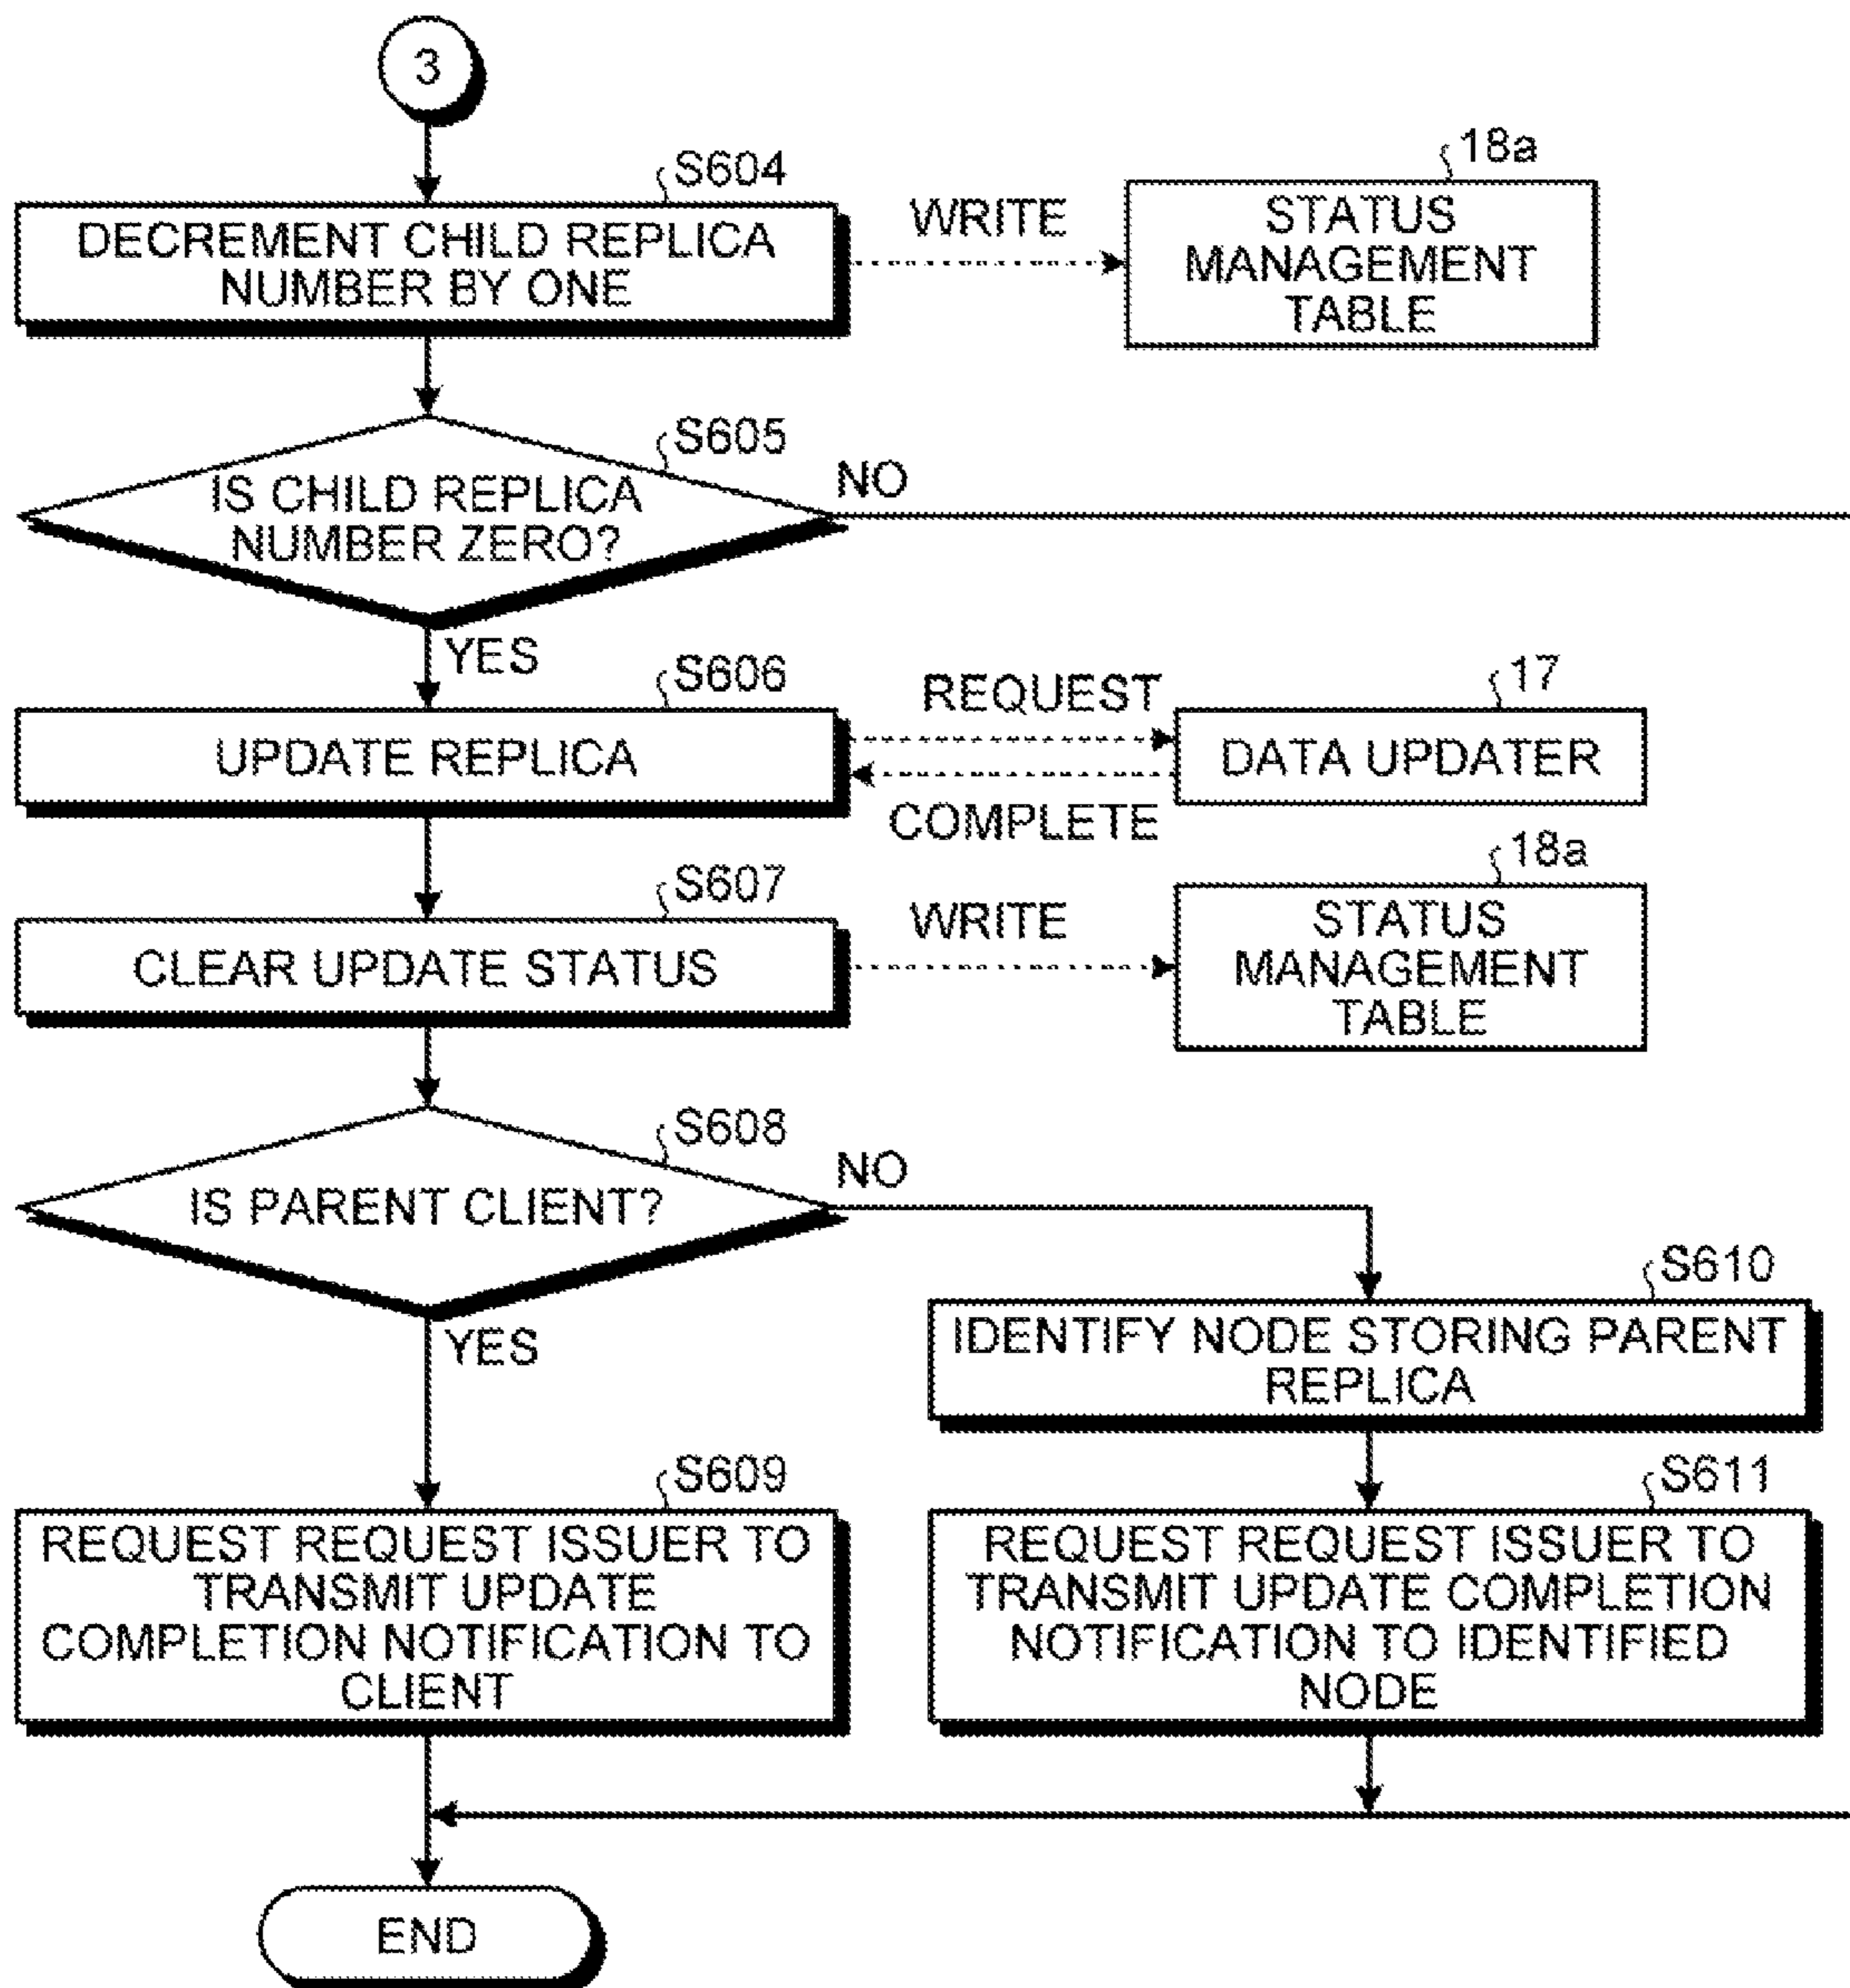 3
S604
DECREMENT CHILD REPLICA
NUMBER BY ONE
WRITE
18a
STATUS
MANAGEMENT
TABLE
S605
IS CHILD REPLICA
NUMBER ZERO?
NO
YES
S606
UPDATE REPLICA
REQUEST
COMPLETE
17
DATA UPDATER
S607
CLEAR UPDATE STATUS
WRITE
18a
STATUS
MANAGEMENT
TABLE
S608
IS PARENT CLIENT?
NO
YES
S610
IDENTIFY NODE STORING PARENT
REPLICA
S609
REQUEST REQUEST ISSUER TO
TRANSMIT UPDATE
COMPLETION NOTIFICATION TO
CLIENT
S611
REQUEST REQUEST ISSUER TO
TRANSMIT UPDATE COMPLETION
NOTIFICATION TO IDENTIFIED
NODE
END